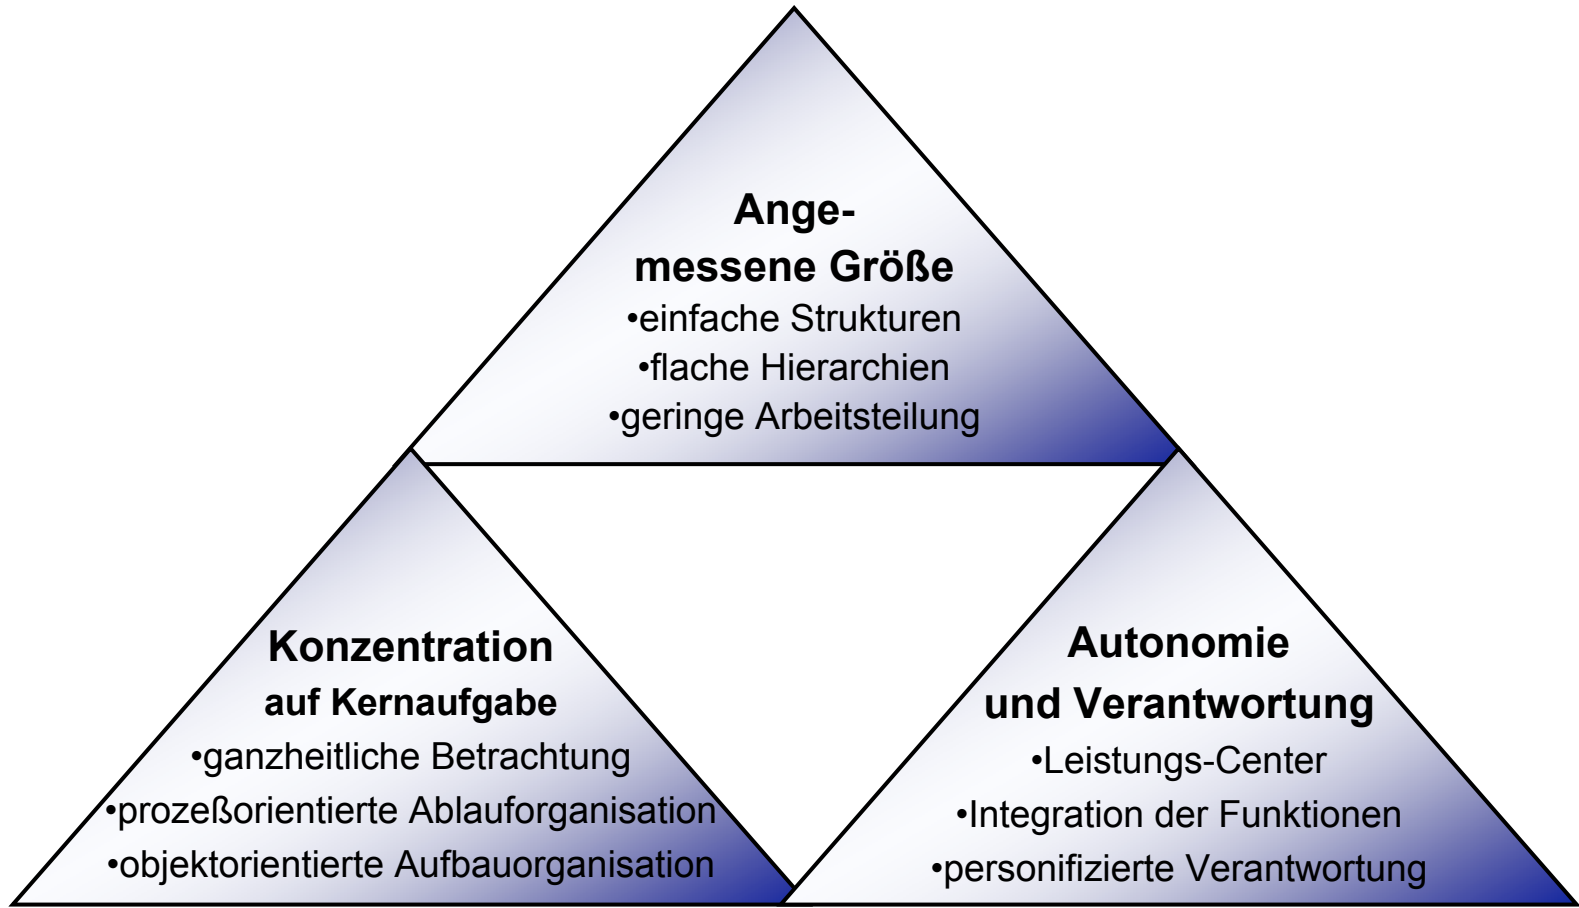 Ange-
messene Größe
•einfache Strukturen
•flache Hierarchien
•geringe Arbeitsteilung
Konzentration
auf Kernaufgabe
•ganzheitliche Betrachtung
•prozeßorientierte Ablauforganisation
•objektorientierte Aufbauorganisation
Autonomie
und Verantwortung
•Leistungs-Center
•Integration der Funktionen
•personifizierte Verantwortung